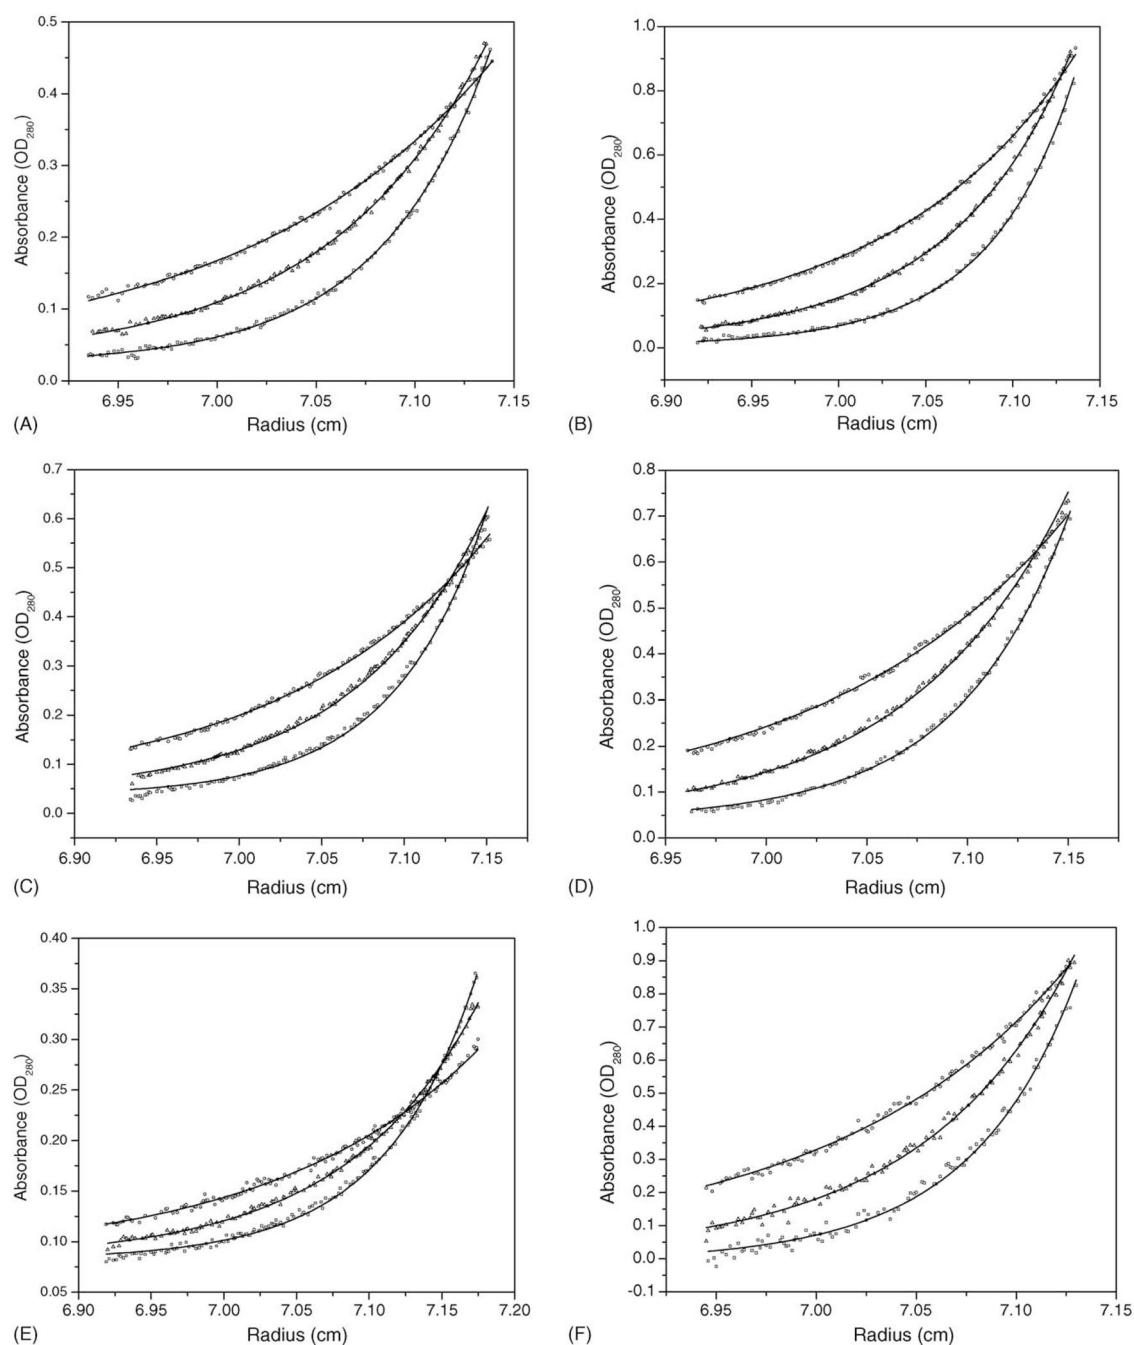 0.5
0.4
0.3
0.2
0.1
0.0
Absorbance (OD280)
6.95 7.00 7.05 7.10 7.15
Radius (cm)
(A)
1.0
0.8
0.6
0.4
0.2
0.0
Absorbance (OD280)
6.90 6.95 7.00 7.05 7.10 7.15
Radius (cm)
(B)
0.7
0.6
0.5
0.4
0.3
0.2
0.1
0.0
Absorbance (OD280)
6.90 6.95 7.00 7.05 7.10 7.15
Radius (cm)
(C)
0.8
0.7
0.6
0.5
0.4
0.3
0.2
0.1
0.0
Absorbance (OD280)
6.95 7.00 7.05 7.10 7.15
Radius (cm)
(D)
0.40
0.35
0.30
0.25
0.20
0.15
0.10
0.05
Absorbance (OD280)
6.90 6.95 7.00 7.05 7.10 7.15 7.20
Radius (cm)
(E)
1.0
0.9
0.8
0.7
0.6
0.5
0.4
0.3
0.2
0.1
0.0
-0.1
Absorbance (OD280)
6.95 7.00 7.05 7.10 7.15
Radius (cm)
(F)